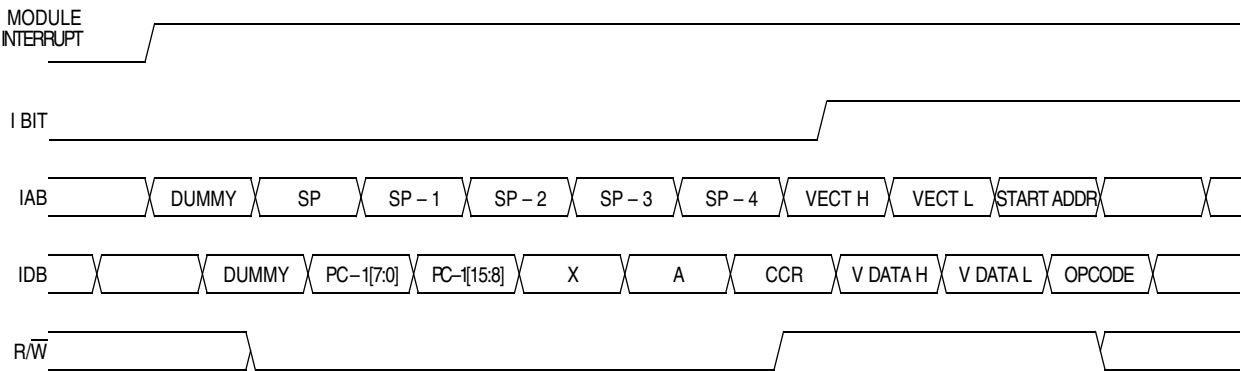 MODULE
INTERRUPT
I BIT
IAB DUMMY SP SP – 1 SP – 2 SP – 3 SP – 4 VECT H VECT L START ADDR
IDB DUMMY PC – 1[7:0] PC–1[15:8] X A CCR V DATA H V DATA L OPCODE
R/W̅